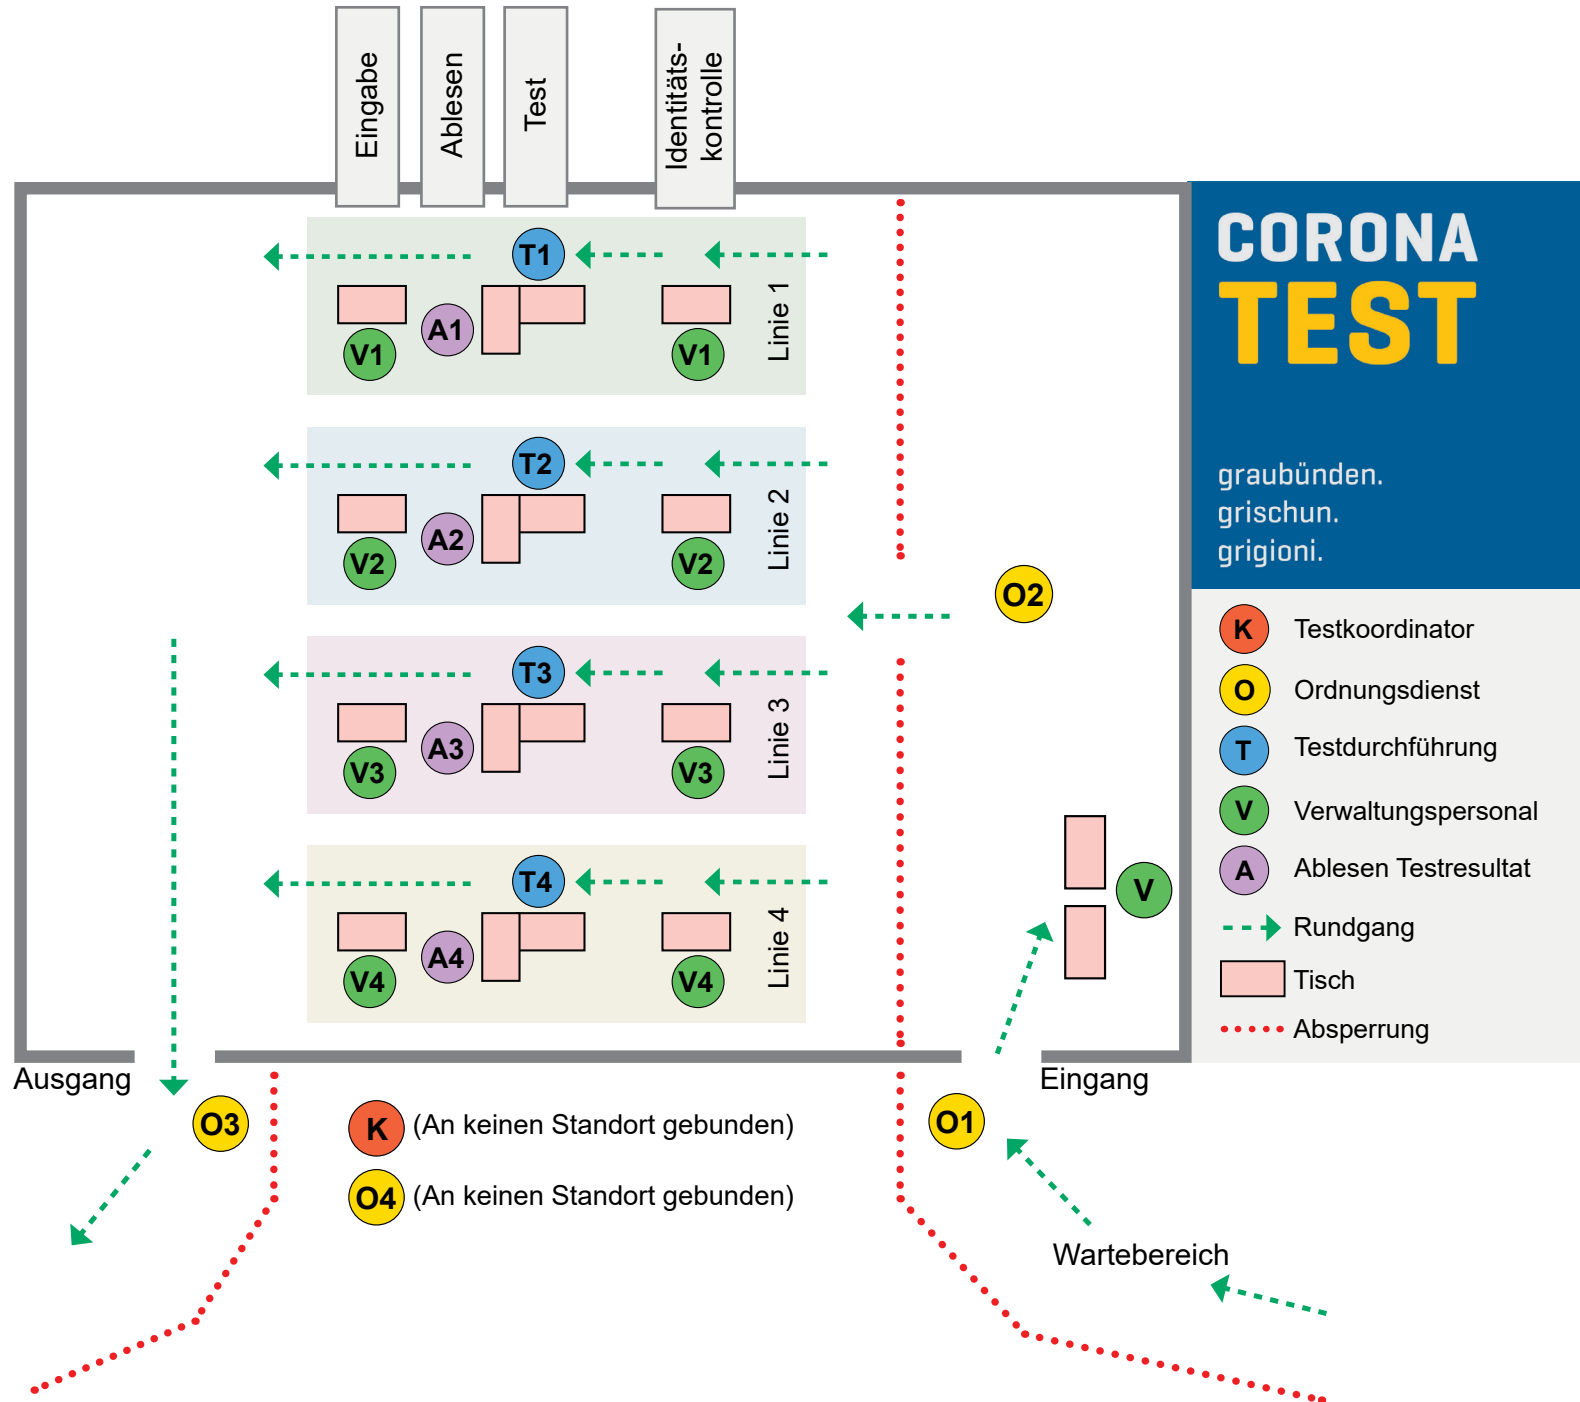 Eingabe
Ablesen
Test
Identitäts-
kontrolle
T1
A1
V1
V1
Linie 1
T2
A2
V2
V2
Linie 2
T3
A3
V3
V3
Linie 3
T4
A4
V4
V4
Linie 4
O2
V
Ausgang
Eingang
O3
O1
K (An keinen Standort gebunden)
O4 (An keinen Standort gebunden)
Wartebereich
CORONA
TEST
graubünden.
grischun.
grigioni.
K Testkoordinator
O Ordnungsdienst
T Testdurchführung
V Verwaltungspersonal
A Ablesen Testresultat
Rundgang
Tisch
Absperrung